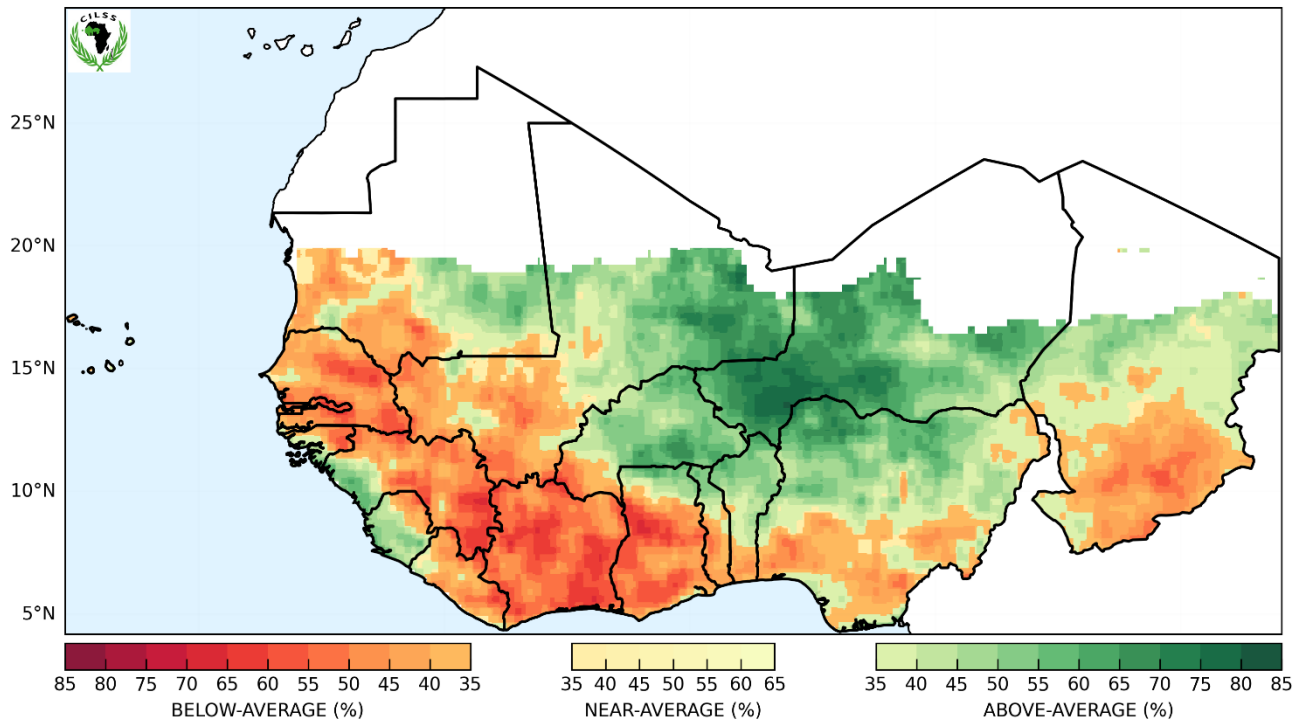 CILSS
25°N
20°N
15°N
10°N
5°N
85 80 75 70 65 60 55 50 45 40 35
BELOW-AVERAGE (%)
35 40 45 50 55 60 65
NEAR-AVERAGE (%)
35 40 45 50 55 60 65 70 75 80 85
ABOVE-AVERAGE (%)